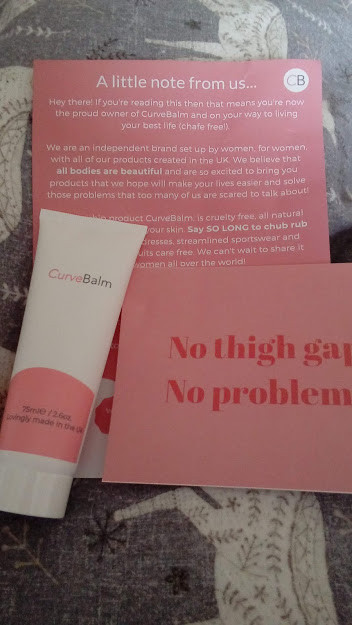 A little note from us...
CB
Hey there! If you're reading this then that means you're now
the proud owner of CurveBalm and on your way to living
your best life (chafe free!).
We are an independent brand set up by women, for women,
with all of our products created in the UK. We believe that
all bodies are beautiful and are so excited to bring you
products that we hope will make your lives easier and solve
those problems that too many of us are scared to talk about!
product CurveBalm, is cruelty free, all natural
your skin. Say SO LONG to chub rub
dresses, streamlined sportswear and
suits care free. We can't wait to share it
women all over the world!
CurveBalm
75ml℮ / 2.6oz.
Lovingly made in the UK
No thigh gap
No problem